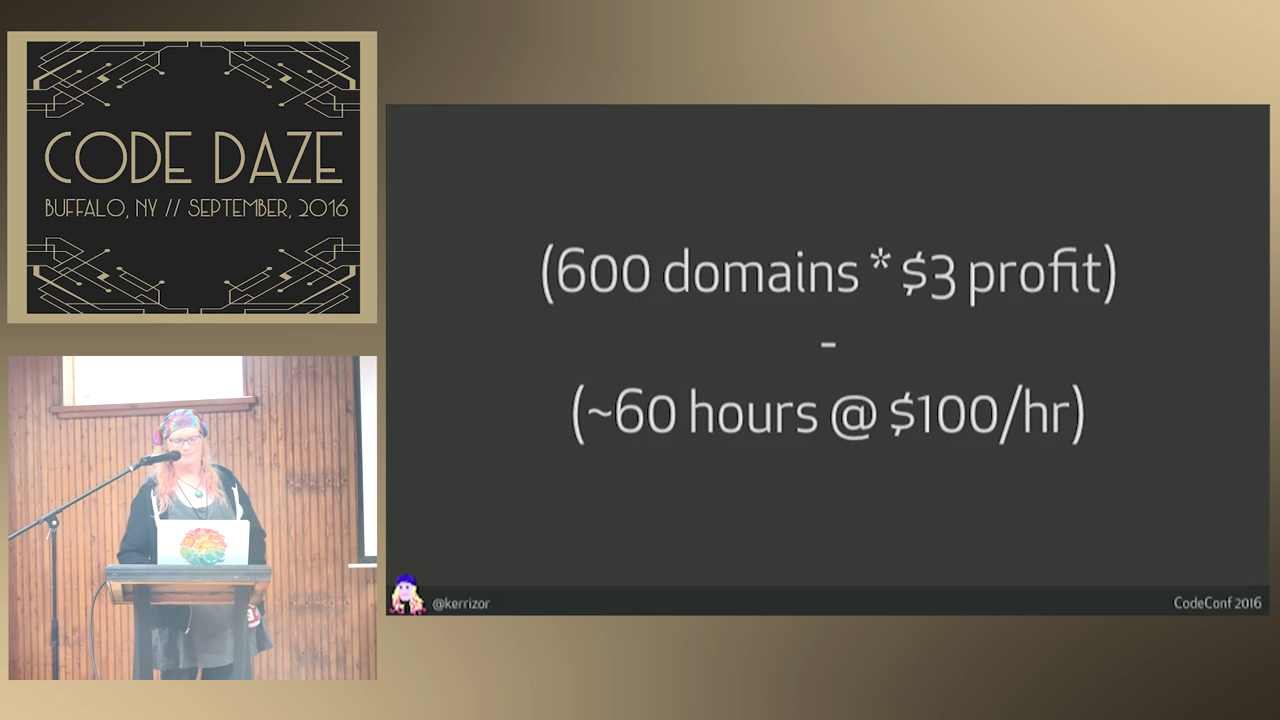 CODE DAZE
BUFFALO, NY // SEPTEMBER, 2016
(600 domains * $3 profit)
-
(~60 hours @ $100/hr)
@kerrizor
CodeConf 2016